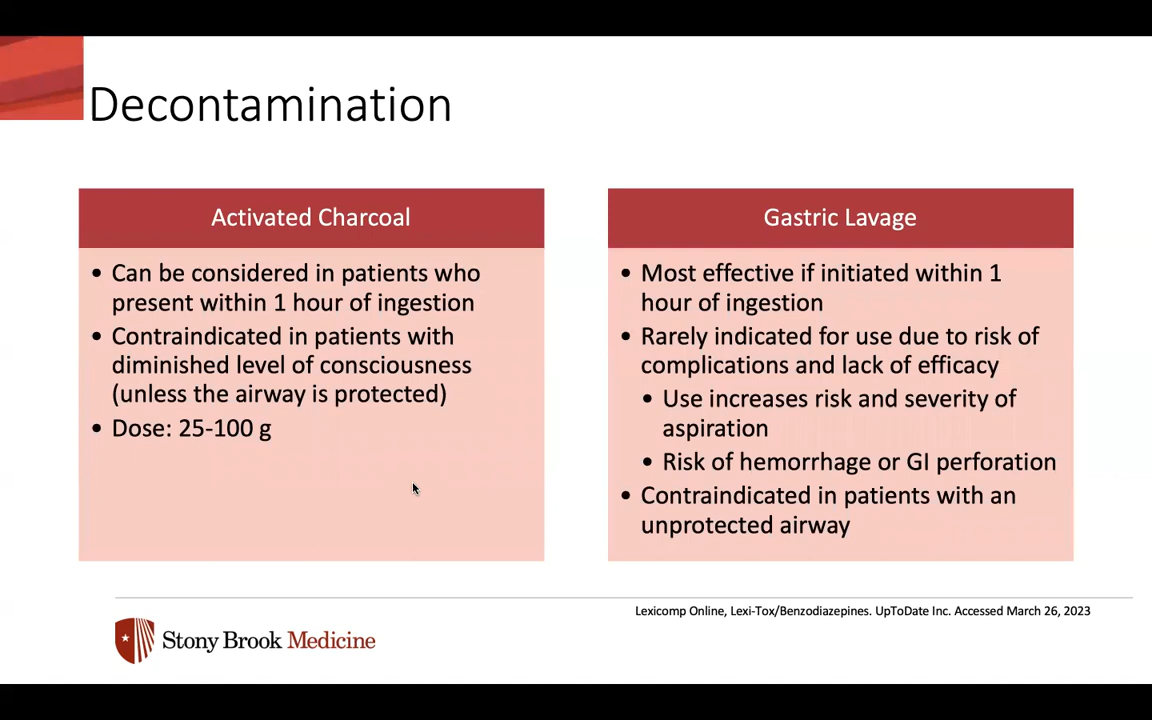 Decontamination
Activated Charcoal
• Can be considered in patients who
present within 1 hour of ingestion
• Contraindicated in patients with
diminished level of consciousness
(unless the airway is protected)
• Dose: 25-100 g
Gastric Lavage
• Most effective if initiated within 1
hour of ingestion
• Rarely indicated for use due to risk of
complications and lack of efficacy
• Use increases risk and severity of
aspiration
• Risk of hemorrhage or GI perforation
• Contraindicated in patients with an
unprotected airway
Lexicomp Online, Lexi-Tox/Benzodiazepines. UpToDate Inc. Accessed March 26, 2023
Stony Brook Medicine